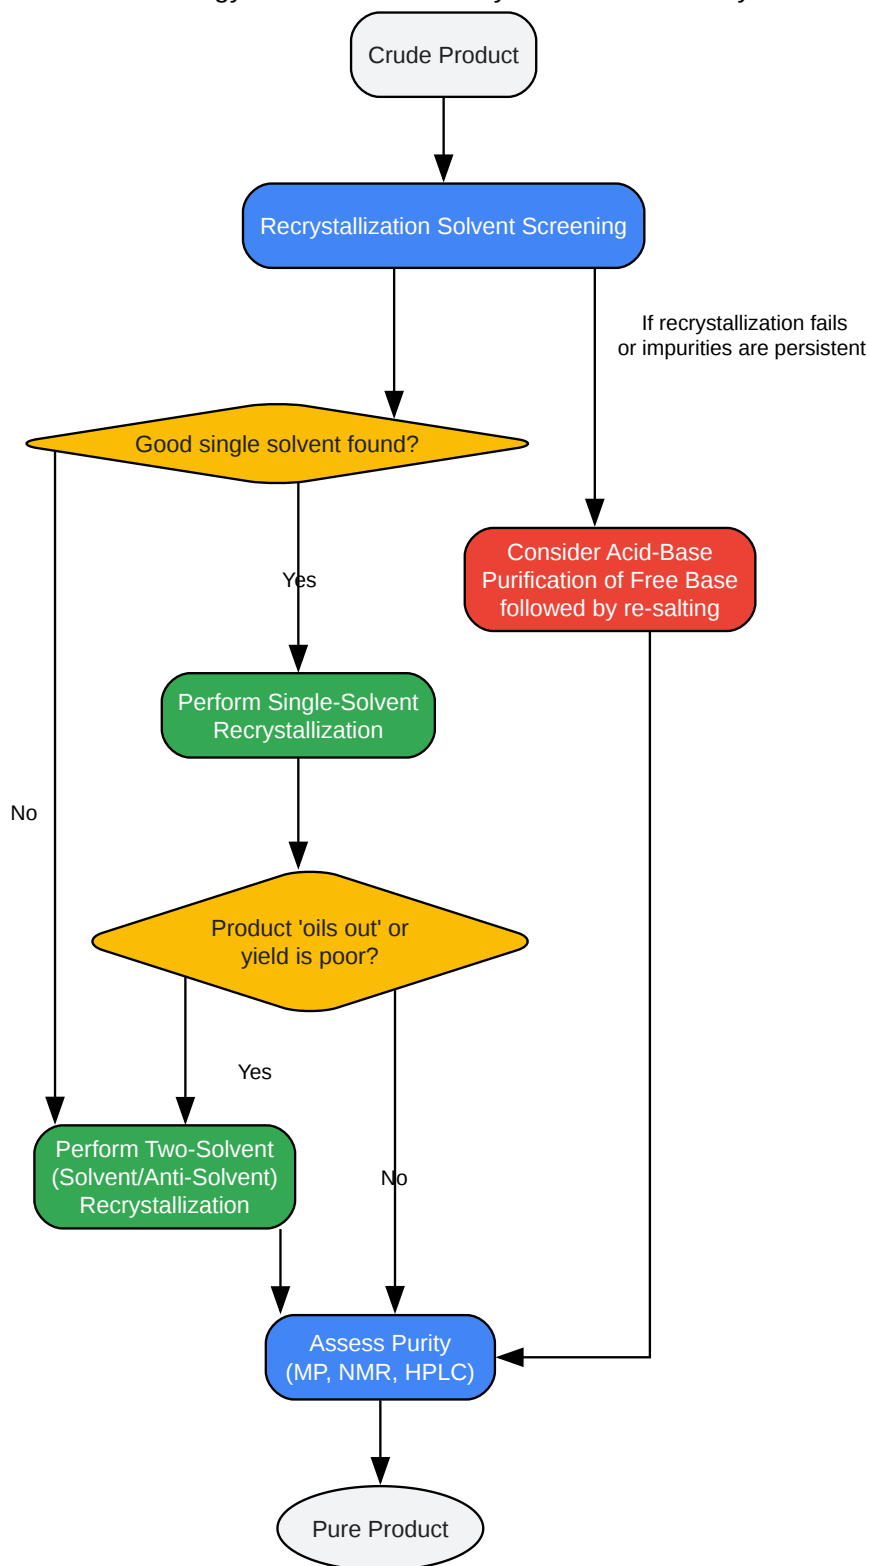 Crude Product
Recrystallization Solvent Screening
If recrystallization fails
or impurities are persistent
Good single solvent found?
Consider Acid-Base
Purification of Free Base
followed by re-salting
Yes
Perform Single-Solvent
Recrystallization
No
Product 'oils out' or
yield is poor?
Yes
Perform Two-Solvent
(Solvent/Anti-Solvent)
Recrystallization
No
Assess Purity
(MP, NMR, HPLC)
Pure Product